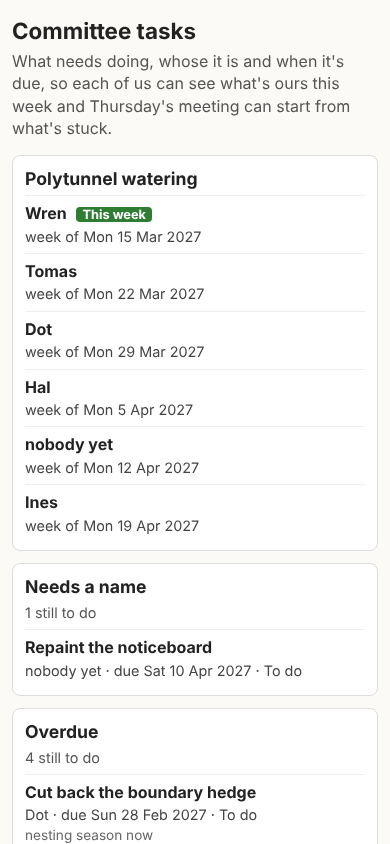 Committee tasks
What needs doing, whose it is and when it's
due, so each of us can see what's ours this
week and Thursday's meeting can start from
what's stuck.
Polytunnel watering
Wren This week
week of Mon 15 Mar 2027
Tomas
week of Mon 22 Mar 2027
Dot
week of Mon 29 Mar 2027
Hal
week of Mon 5 Apr 2027
nobody yet
week of Mon 12 Apr 2027
Ines
week of Mon 19 Apr 2027
Needs a name
1 still to do
Repaint the noticeboard
nobody yet · due Sat 10 Apr 2027 · To do
Overdue
4 still to do
Cut back the boundary hedge
Dot · due Sun 28 Feb 2027 · To do
nesting season now